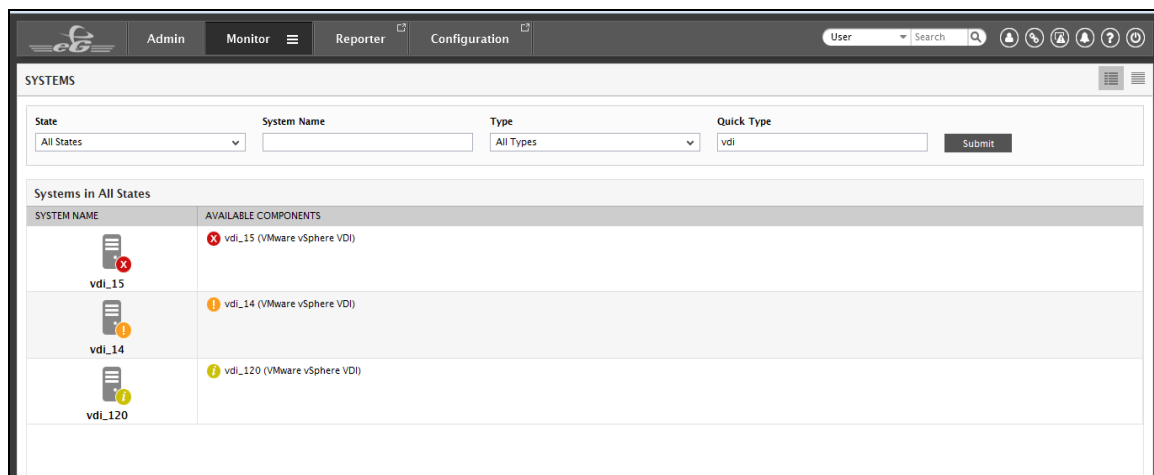 eG Admin Monitor Reporter Configuration User Search
SYSTEMS
State System Name Type Quick Type
All States All Types vdi Submit
Systems in All States
SYSTEM NAME AVAILABLE COMPONENTS
vdi_15 (VMware vSphere VDI)
vdi_15
vdi_14 (VMware vSphere VDI)
vdi_14
vdi_120 (VMware vSphere VDI)
vdi_120